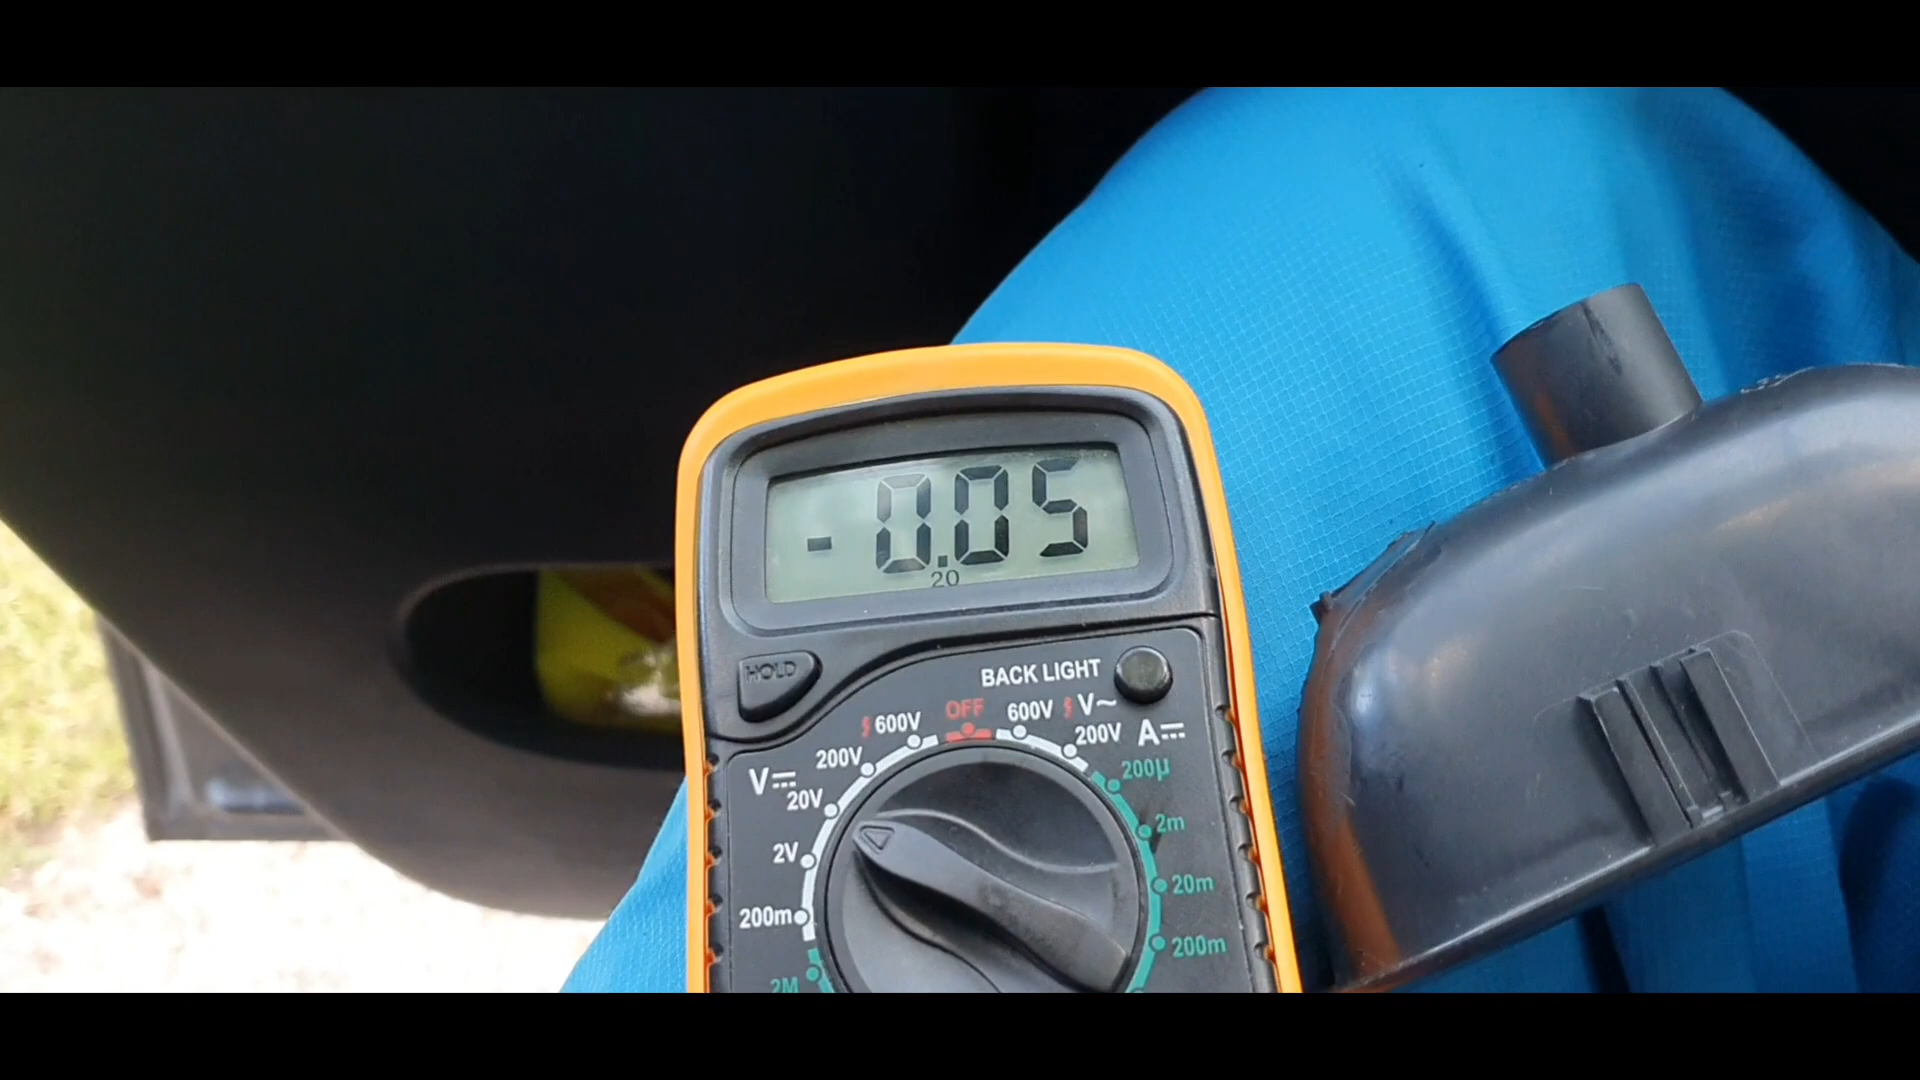 - 0.05
20
HOLD
BACK LIGHT
600V OFF 600V V~
200V 200V A
V 200µ
20V
2m
2V
20m
200m
200m
2M